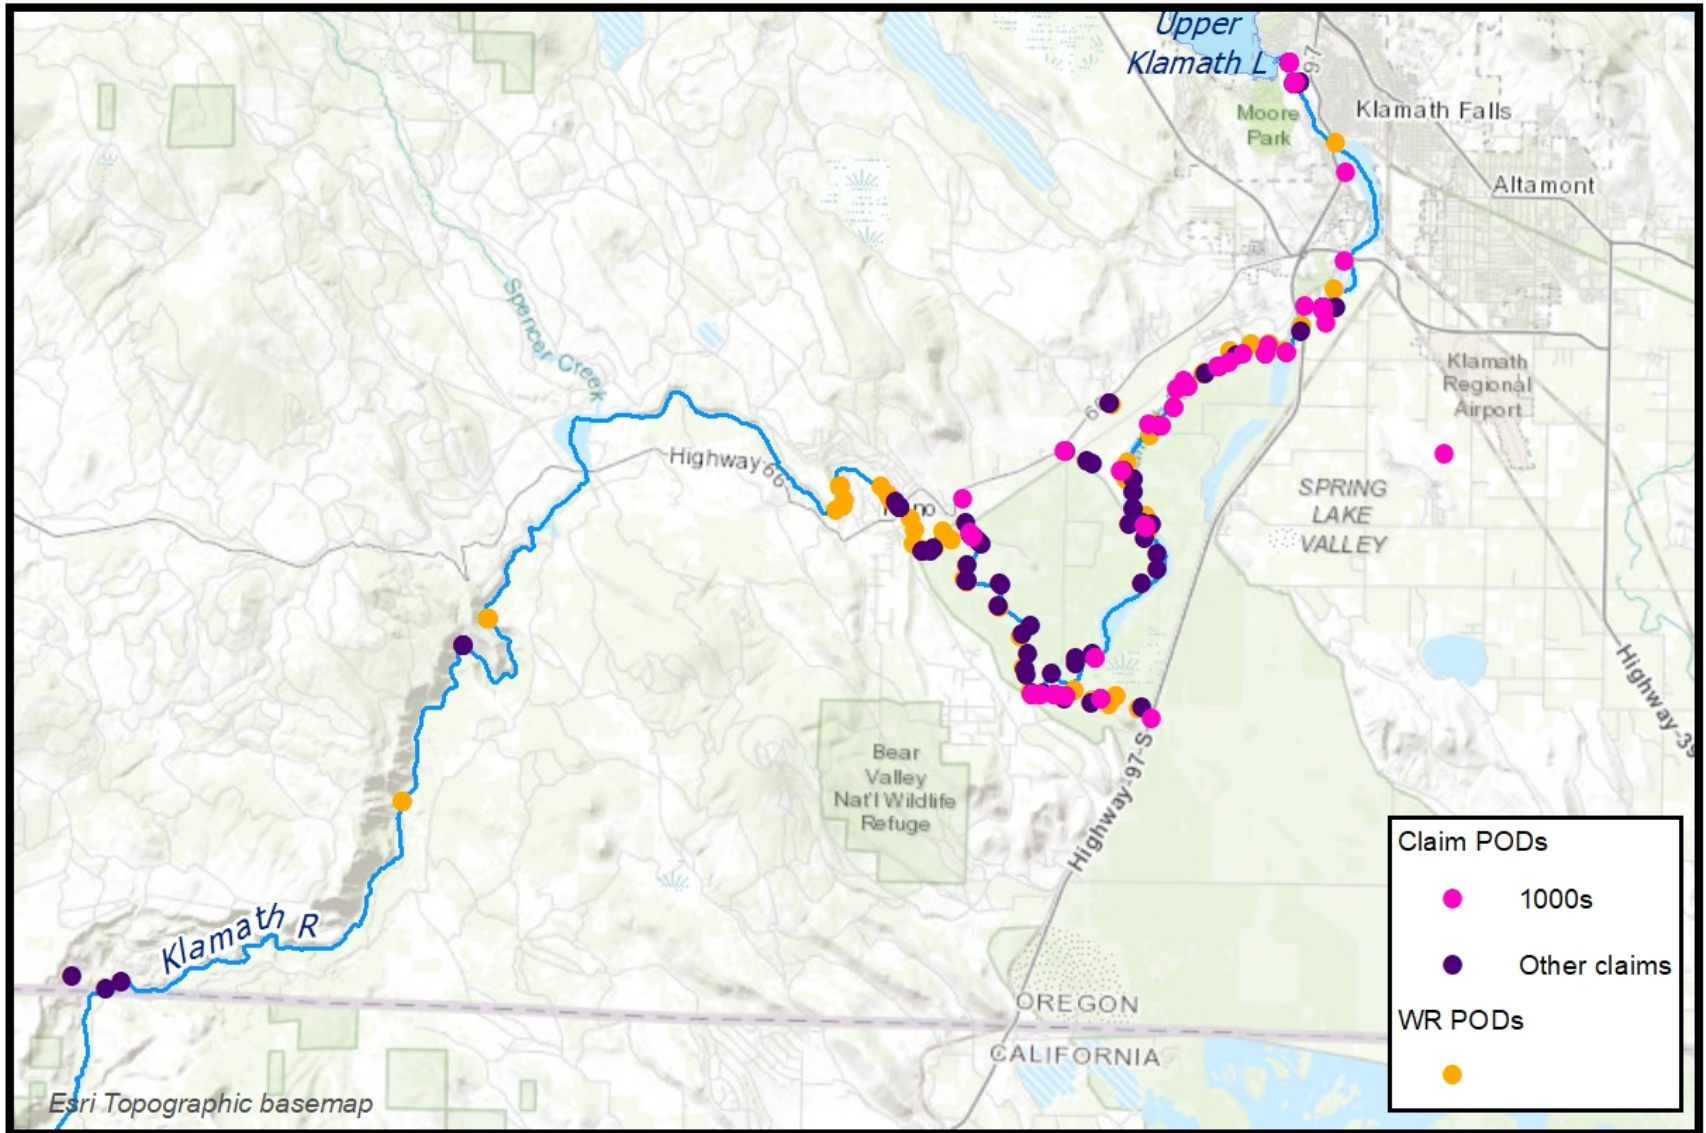 Upper
Klamath L
97
Moore
Park
Klamath Falls
Altamont
Spencer Creek
Klamath
Regional
Airport
Highway 66
SPRING
LAKE
VALLEY
Highway-39
Bear
Valley
Nat'l Wildlife
Refuge
Highway-97-S
Klamath R
OREGON
CALIFORNIA
Claim PODs
1000s
Other claims
WR PODs
Esri Topographic basemap